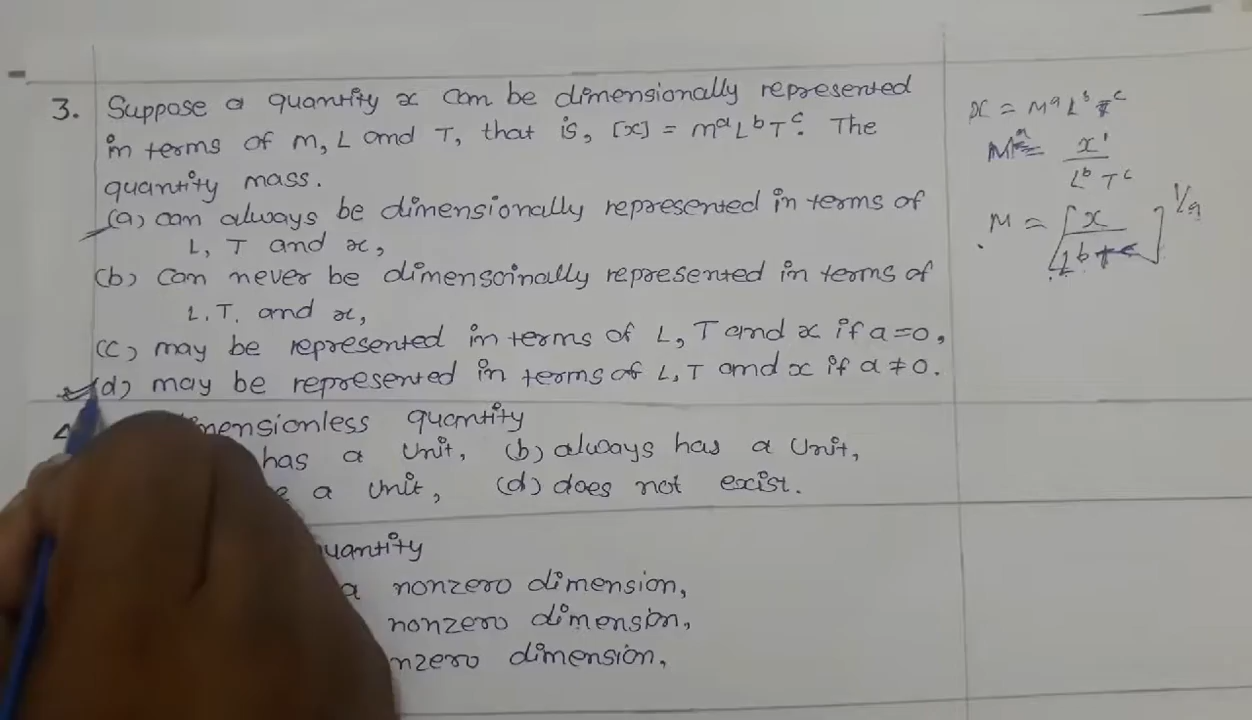 3. Suppose a quantity x can be dimensionally represented
in terms of M, L and T, that is, [x] = MᵃLᵇTᶜ. The
quantity mass.
(a) can always be dimensionally represented in terms of
L, T and x,
(b) can never be dimensoinally represented in terms of
L, T, and x,
(c) may be represented in terms of L, T and x if a = 0,
(d) may be represented in terms of L, T and x if a ≠ 0.
mensionless quantity
has a unit, (b) always has a unit,
a unit, (d) does not exist.
uantity
a nonzero dimension,
nonzero dimension,
nzero dimension,
x = MᵃLᵇTᶜ
Mᵃ = x¹
LᵇTᶜ
M = [x
LᵇTᶜ]^1/a